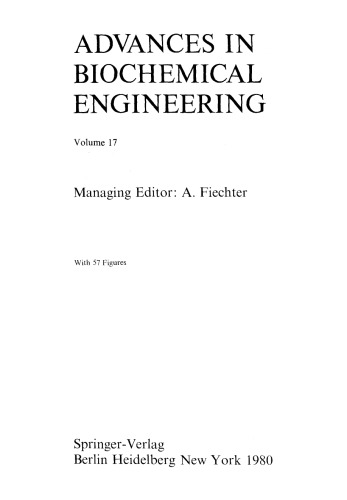 ADVANCES IN
BIOCHEMICAL
ENGINEERING
Volume 17
Managing Editor: A. Fiechter
With 57 Figures
Springer-Verlag
Berlin Heidelberg New York 1980